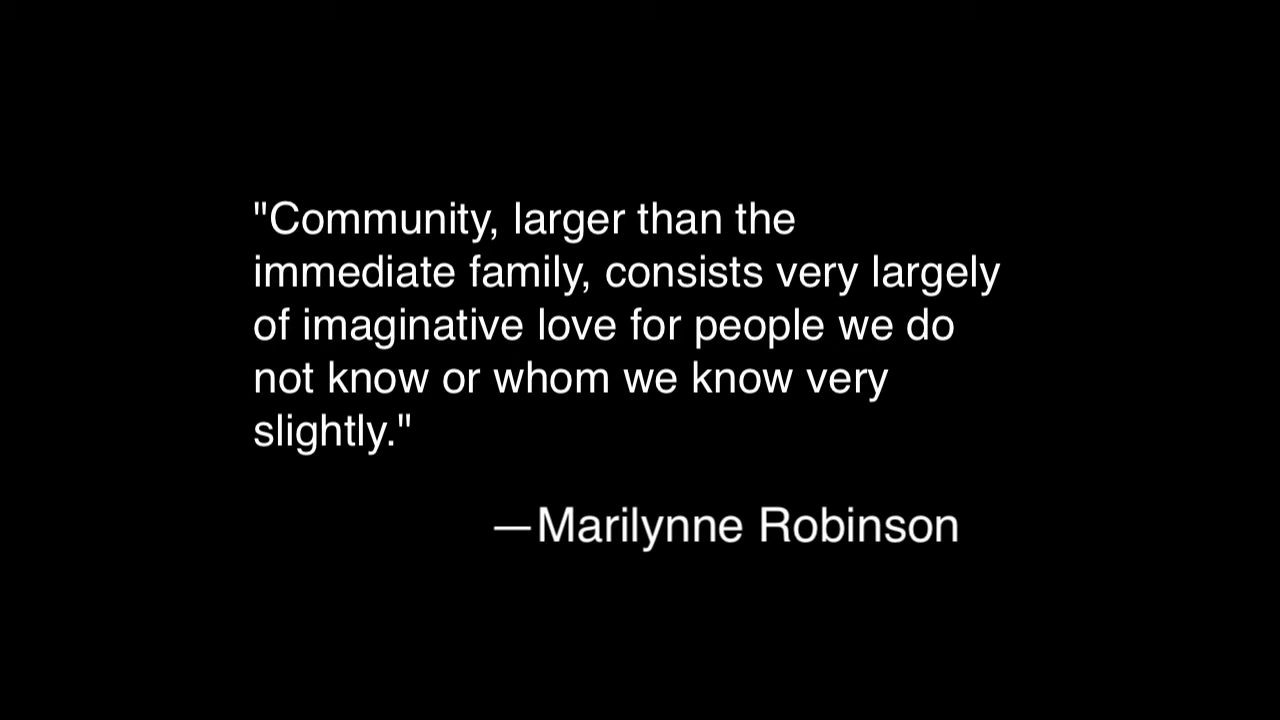 "Community, larger than the
immediate family, consists very largely
of imaginative love for people we do
not know or whom we know very
slightly."
—Marilynne Robinson